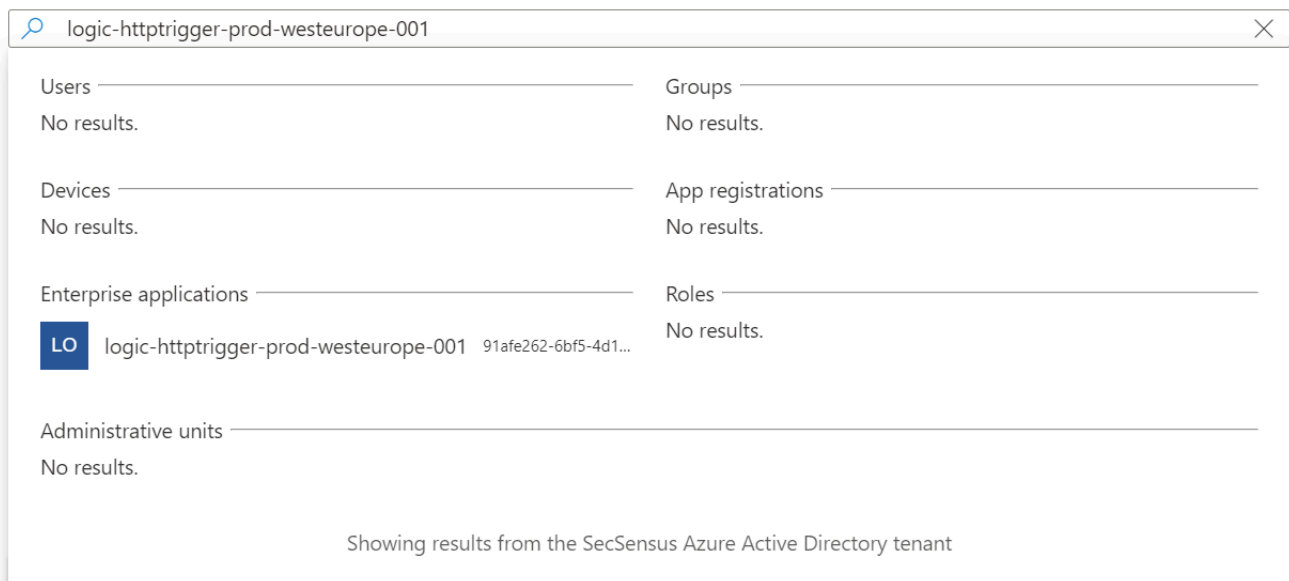 logic-httptrigger-prod-westeurope-001
Users
No results.
Groups
No results.
Devices
No results.
App registrations
No results.
Enterprise applications
LO
logic-httptrigger-prod-westeurope-001 91afe262-6bf5-4d1...
Roles
No results.
Administrative units
No results.
Showing results from the SecSensus Azure Active Directory tenant